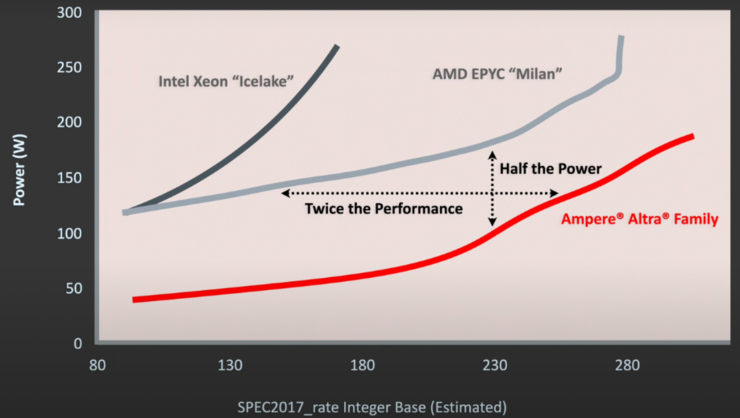 300
250
200
150
100
50
0
Power (W)
Intel Xeon “Icelake”
AMD EPYC “Milan”
Half the Power
Twice the Performance
Ampere® Altra® Family
80 130 180 230 280
SPEC2017_rate Integer Base (Estimated)